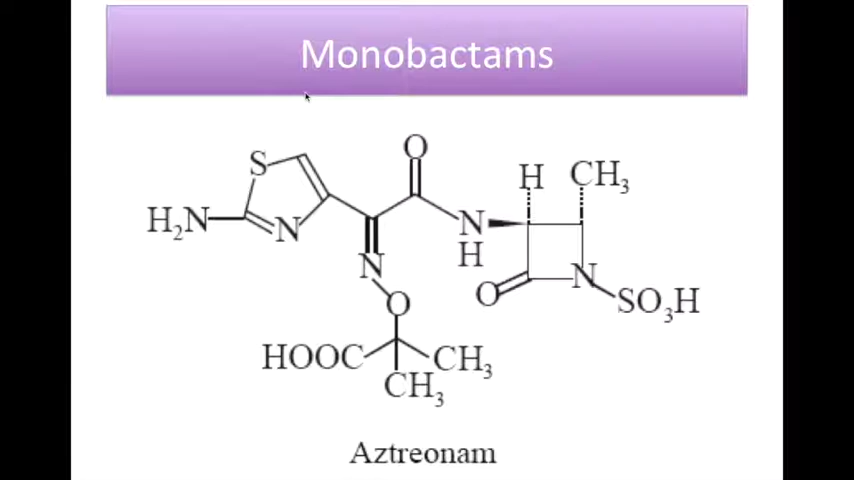 Monobactams
O
S
H CH₃
H₂N
N
N
H
N
N
O
O
SO₃H
HOOC
CH₃
CH₃
Aztreonam